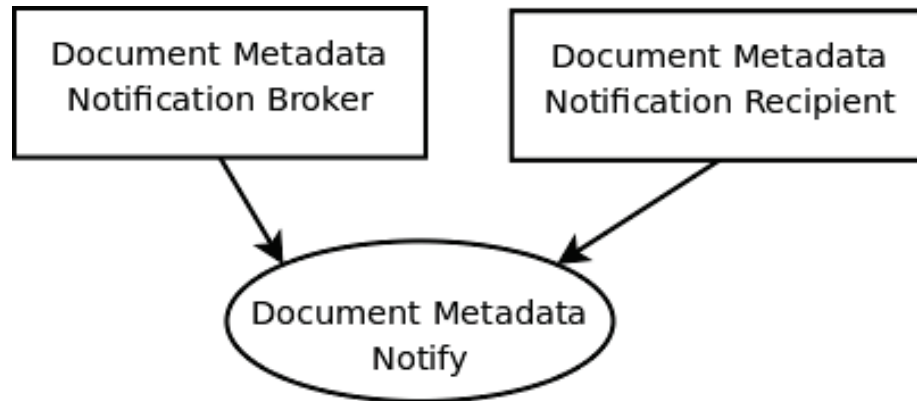 Document Metadata
Notification Broker
Document Metadata
Notification Recipient
Document Metadata
Notify